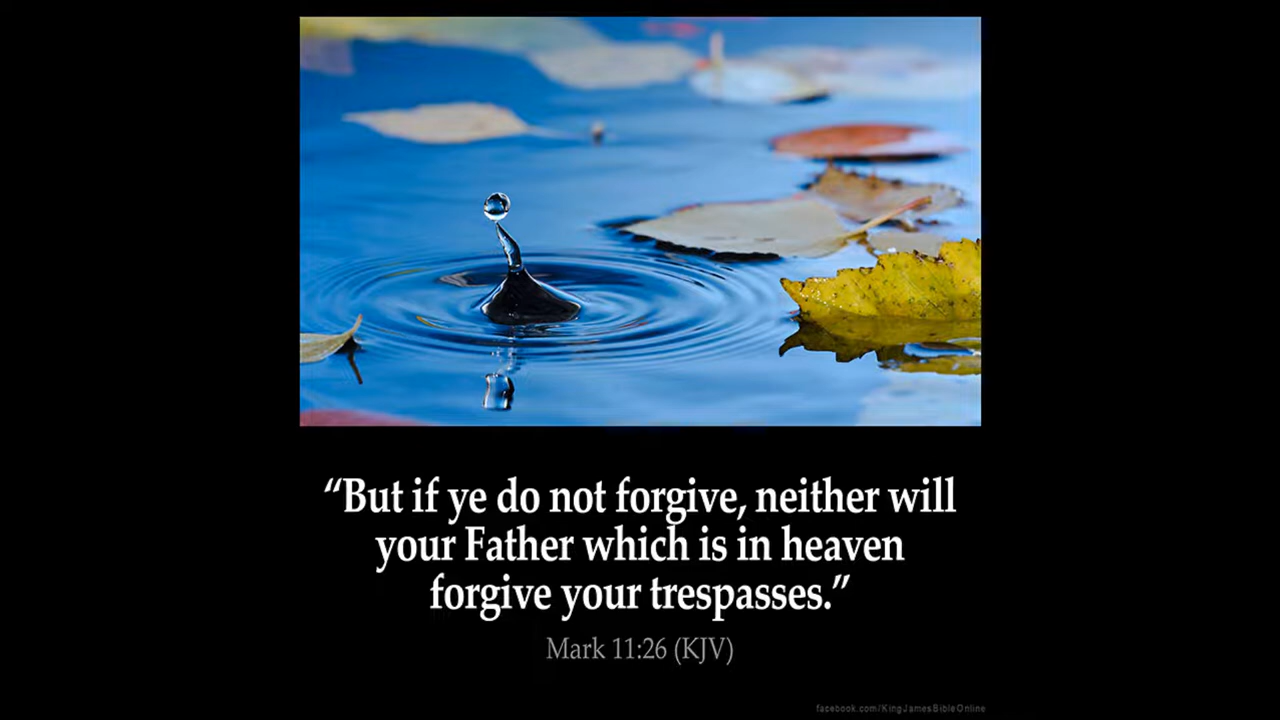 “But if ye do not forgive, neither will
your Father which is in heaven
forgive your trespasses.”
Mark 11:26 (KJV)
facebook.com/KingJamesBibleOnline